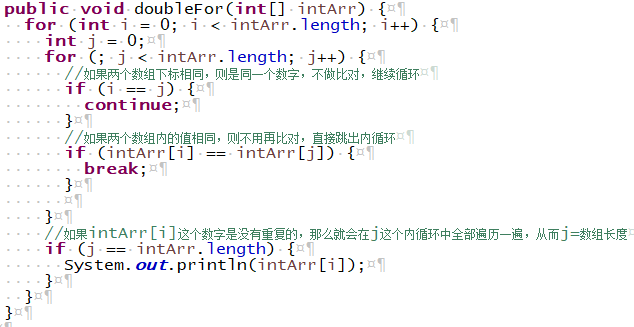 public void doubleFor(int[] intArr) {
for (int i = 0; i < intArr.length; i++) {
int j = 0;
for (; j < intArr.length; j++) {
//如果两个数组下标相同，则是同一个数字，不做比对，继续循环
if (i == j) {
continue;
}
//如果两个数组内的值相同，则不用再比对，直接跳出内循环
if (intArr[i] == intArr[j]) {
break;
}
}
//如果intArr[i]这个数字是没有重复的，那么就会在j这个内循环中全部遍历一遍，从而j=数组长度
if (j == intArr.length) {
System.out.println(intArr[i]);
}
}
}